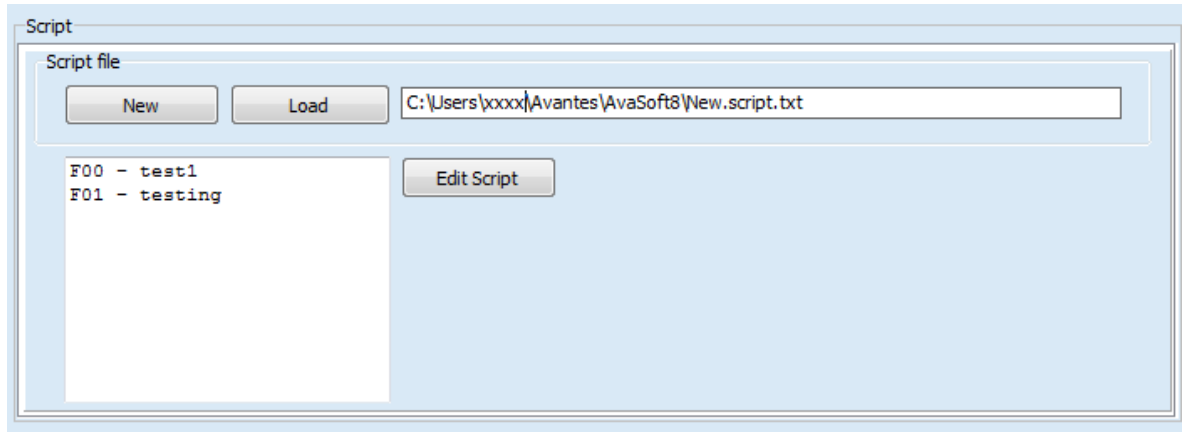 Script
Script file
New
Load
C:\Users\xxxx\Avantes\AvaSoft8\New.script.txt
F00 - test1
F01 - testing
Edit Script